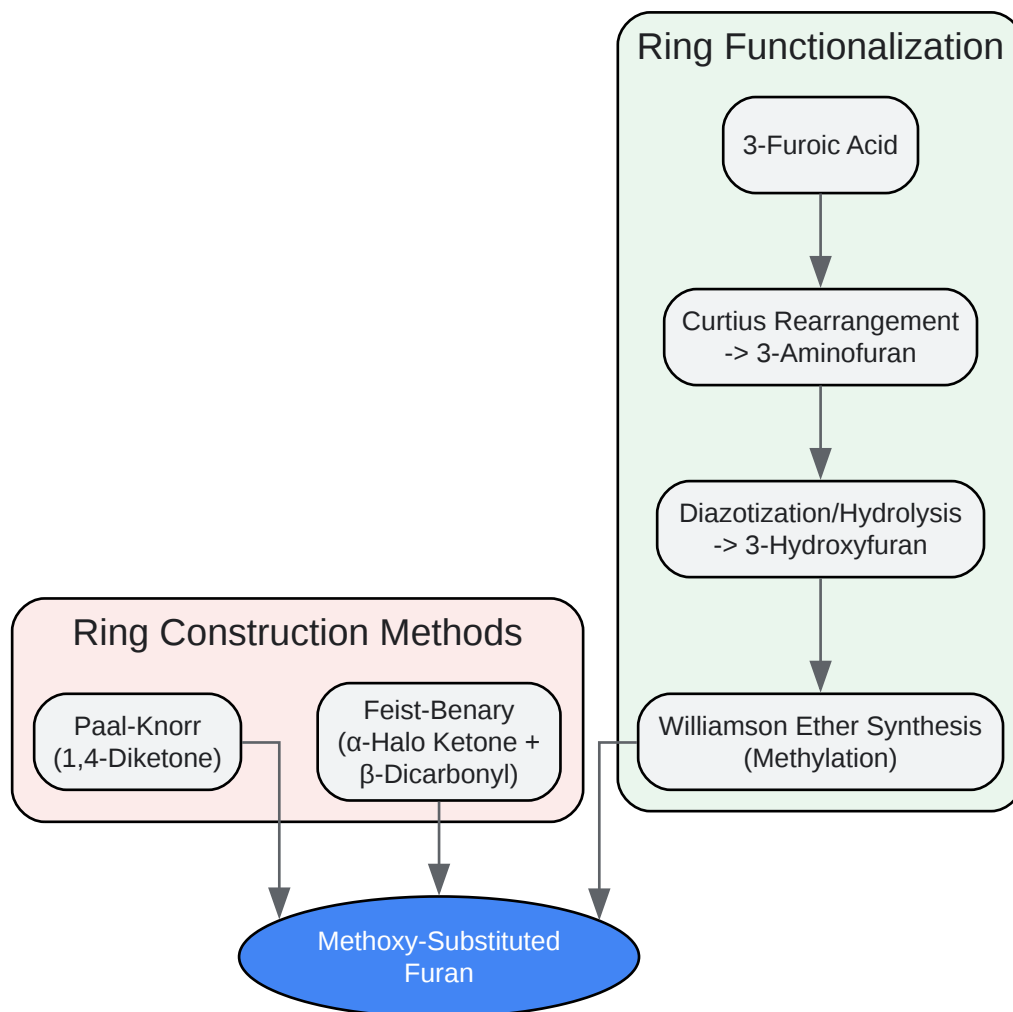 Ring Functionalization
3-Furoic Acid
Curtius Rearrangement
-> 3-Aminofuran
Diazotization/Hydrolysis
-> 3-Hydroxyfuran
Williamson Ether Synthesis
(Methylation)
Ring Construction Methods
Paal-Knorr
(1,4-Diketone)
Feist-Benary
(α-Halo Ketone +
β-Dicarbonyl)
Methoxy-Substituted
Furan